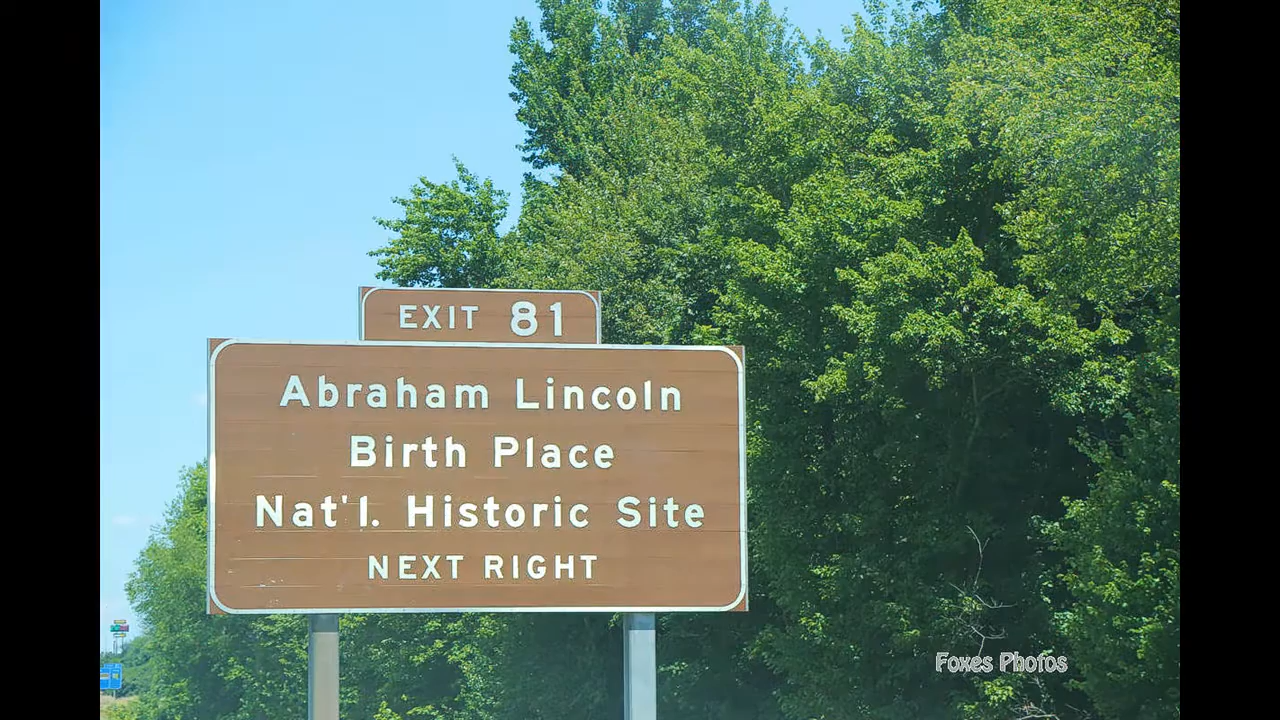 EXIT 81
Abraham Lincoln
Birth Place
Nat'l. Historic Site
NEXT RIGHT
Foxes Photos